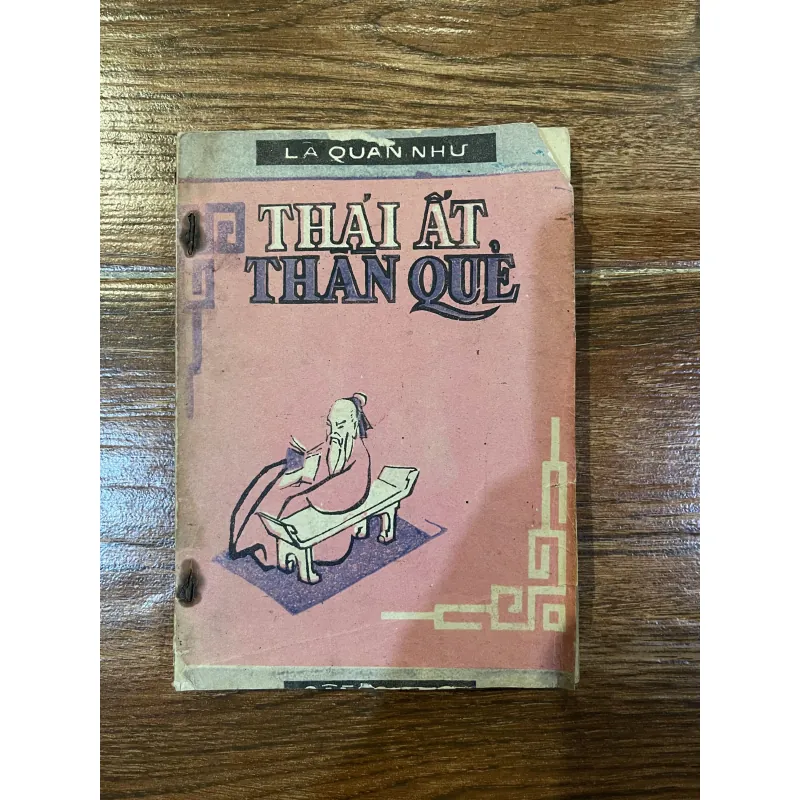 LÃ QUAN NHƯ
THÁI ẤT
THẦN QUẺ